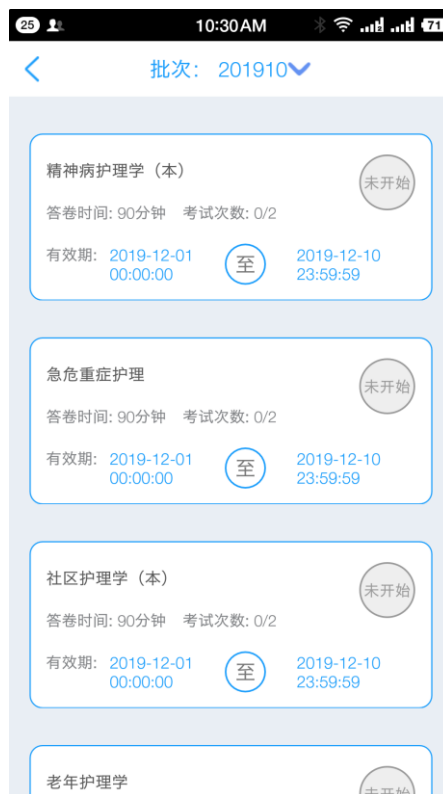 25 10:30AM 71
批次： 201910
精神病护理学（本）
未开始
答卷时间: 90分钟 考试次数: 0/2
有效期: 2019-12-01 00:00:00 至 2019-12-10 23:59:59
急危重症护理
未开始
答卷时间: 90分钟 考试次数: 0/2
有效期: 2019-12-01 00:00:00 至 2019-12-10 23:59:59
社区护理学（本）
未开始
答卷时间: 90分钟 考试次数: 0/2
有效期: 2019-12-01 00:00:00 至 2019-12-10 23:59:59
老年护理学
未开始